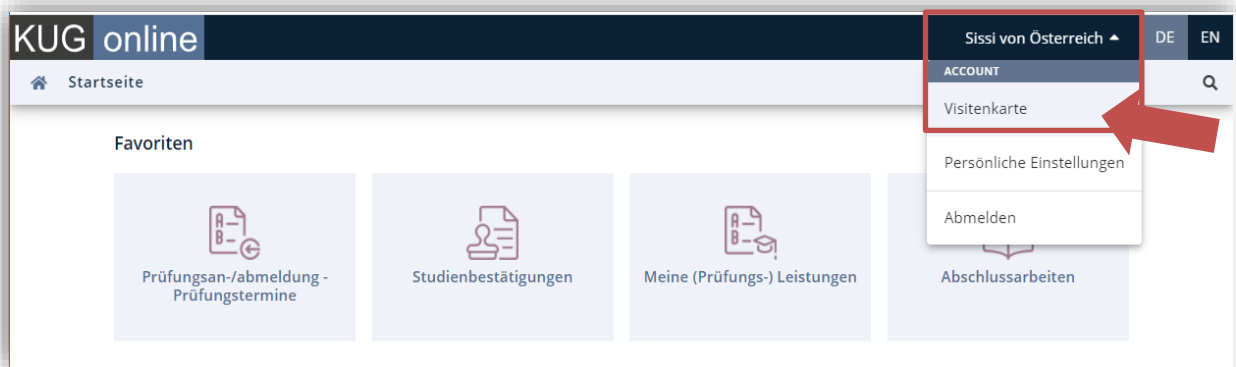 KUG online
Sissi von Österreich
DE
EN
Startseite
ACCOUNT
Visitenkarte
Persönliche Einstellungen
Abmelden
Favoriten
Prüfungsan-/abmeldung -
Prüfungstermine
Studienbestätigungen
Meine (Prüfungs-) Leistungen
Abschlussarbeiten